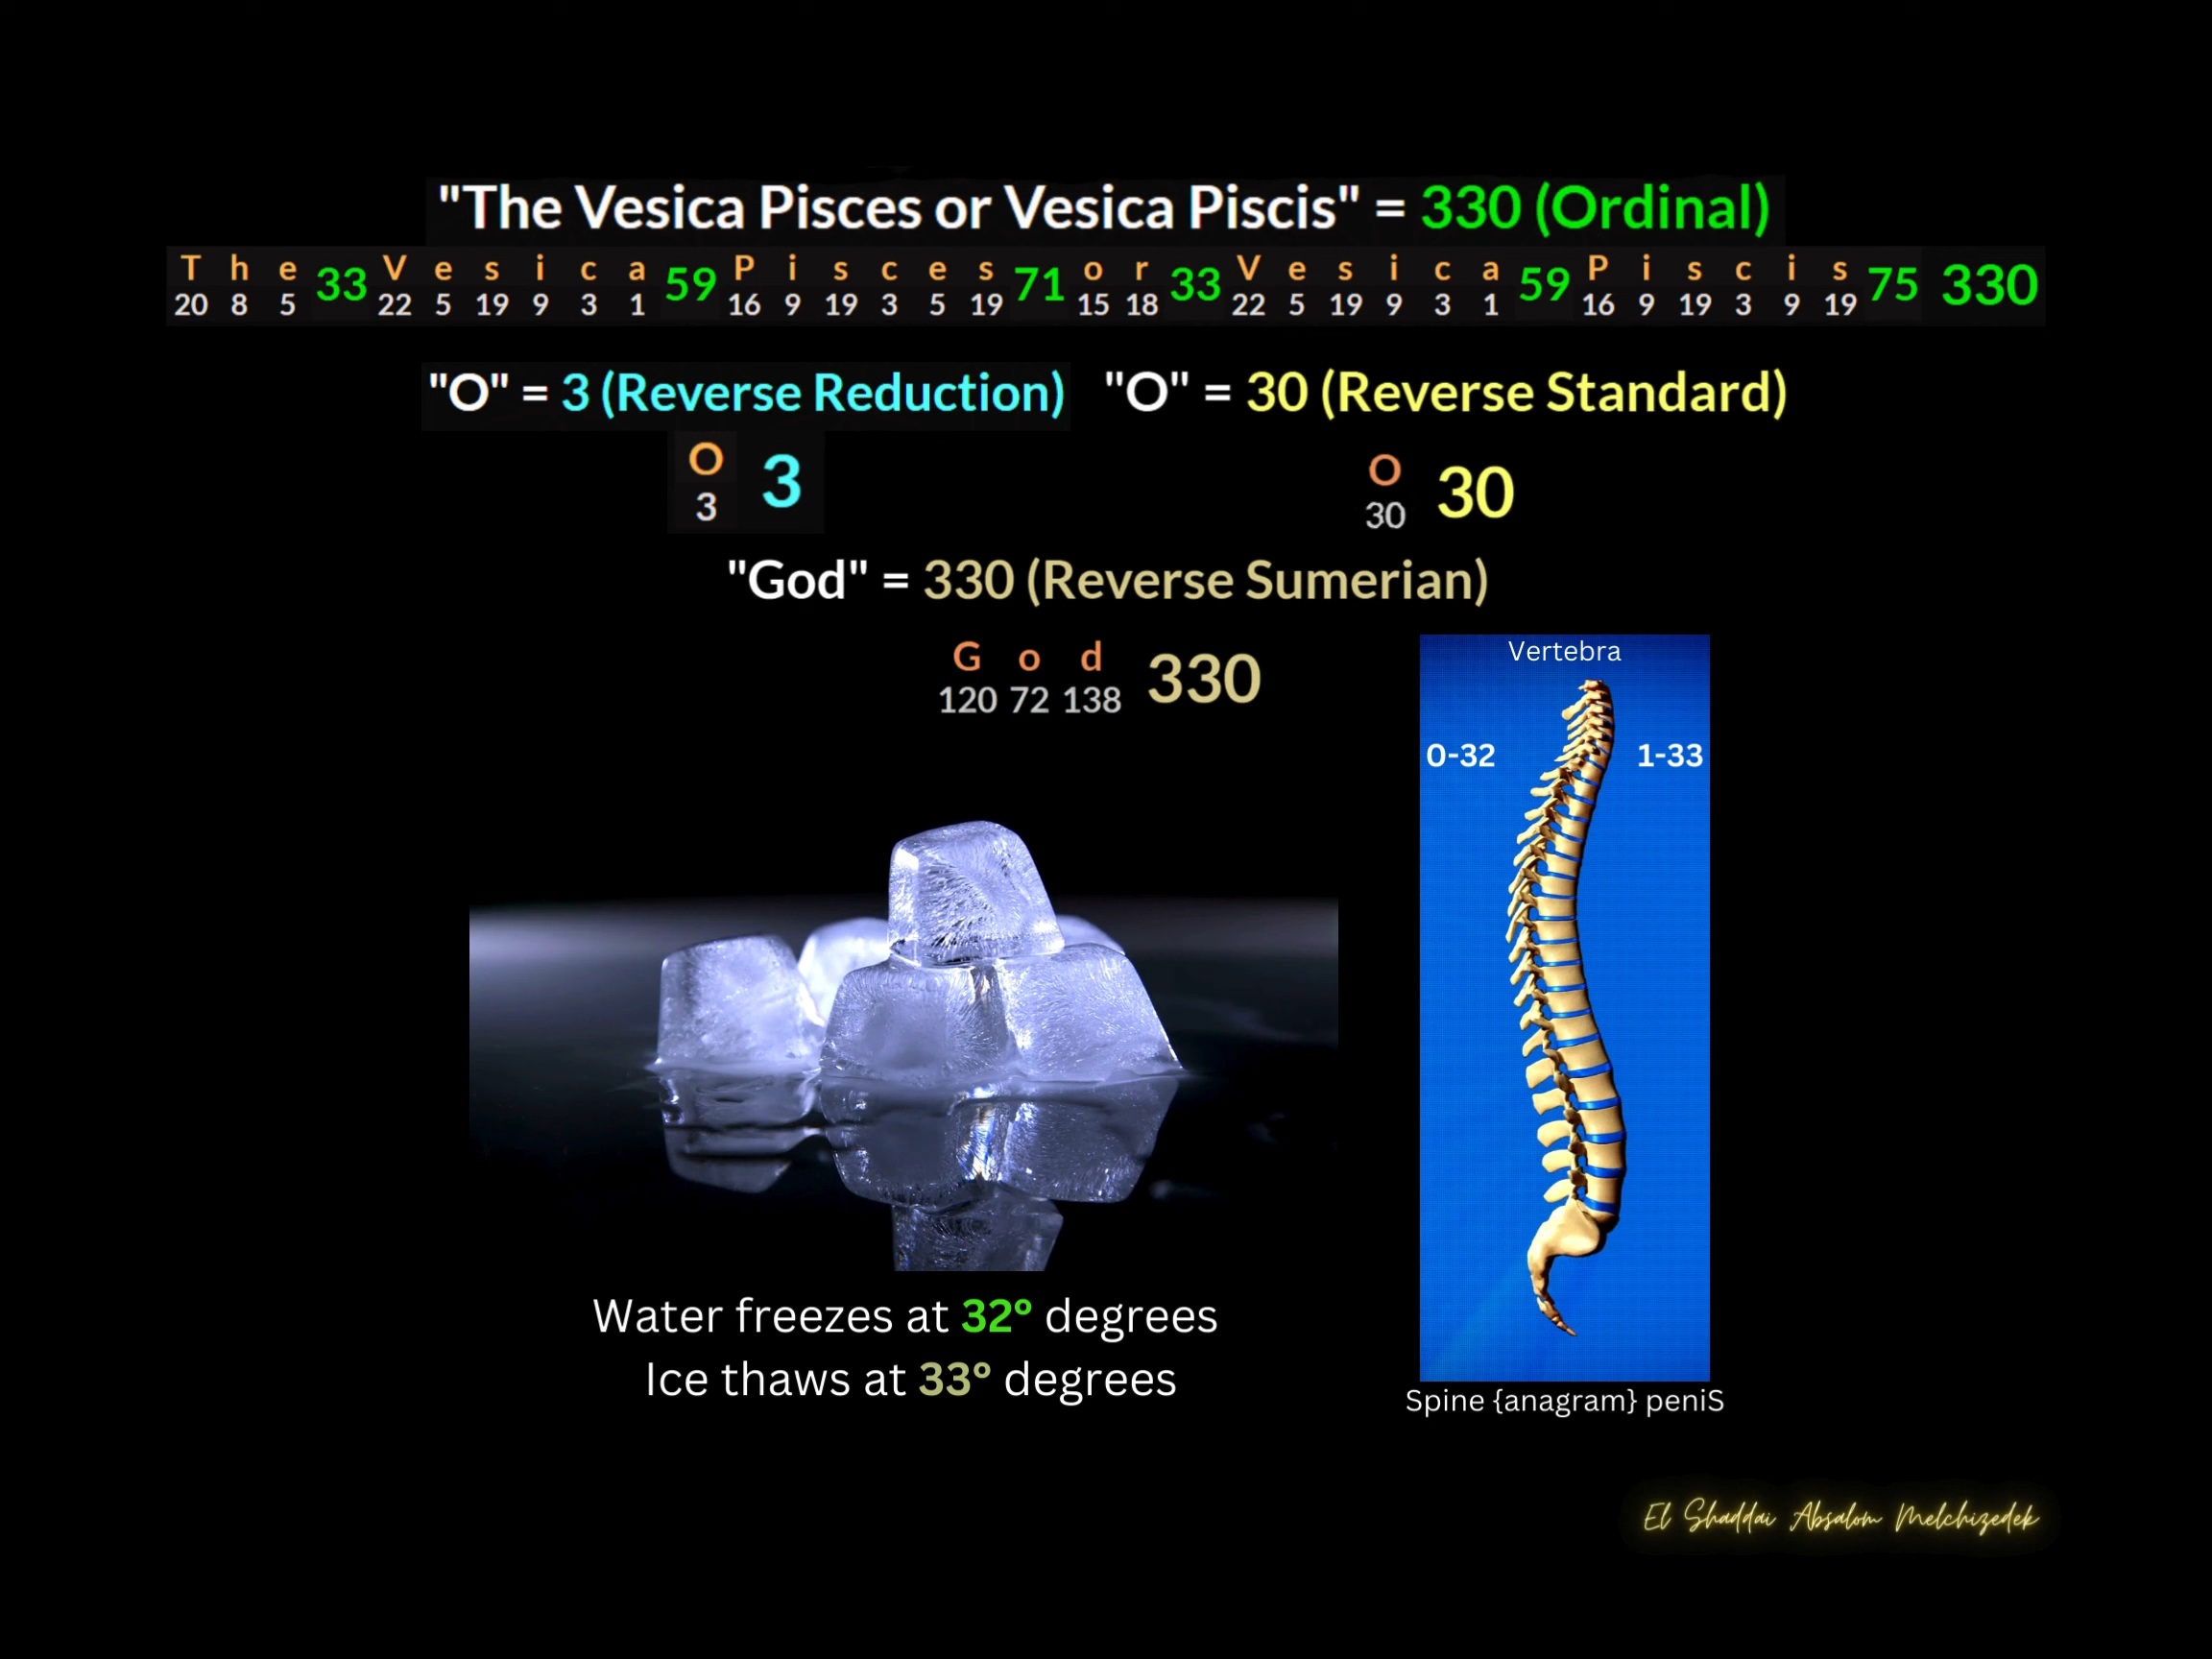 "The Vesica Pisces or Vesica Piscis" = 330 (Ordinal)
T h e 33 V e s i c a 59 P i s c e s 71 o r 33 V e s i c a 59 P i s c i s 75 330
20 8 5 22 5 19 9 3 1 16 9 19 3 5 19 15 18 22 5 19 9 3 1 16 9 19 3 9 19
"O" = 3 (Reverse Reduction) "O" = 30 (Reverse Standard)
O 3
3
O 30
30
"God" = 330 (Reverse Sumerian)
G o d 330
120 72 138
Vertebra
0-32 1-33
Water freezes at 32° degrees
Ice thaws at 33° degrees
Spine {anagram} peniS
El Shaddai Absalom Melchizedek